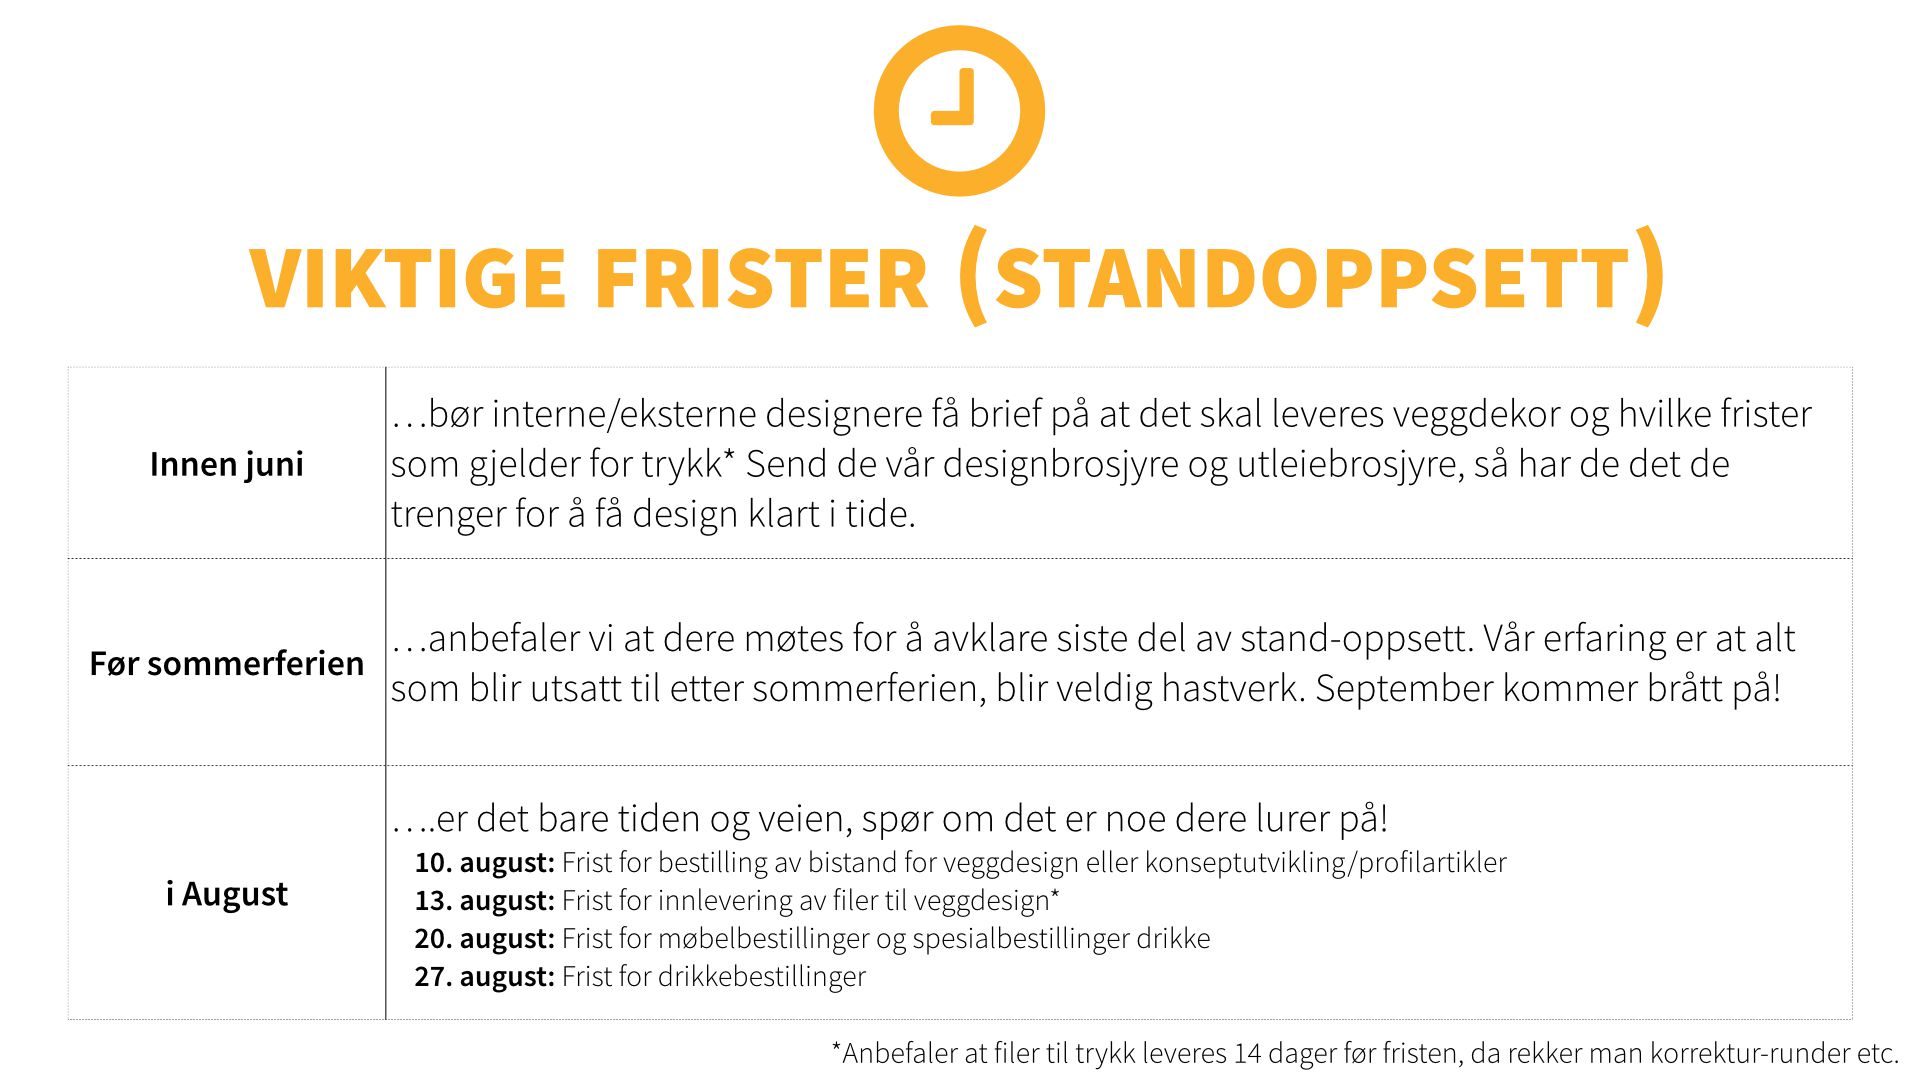 VIKTIGE FRISTER (STANDOPPSETT)
Innen juni
…bør interne/eksterne designere få brief på at det skal leveres veggdekor og hvilke frister
som gjelder for trykk* Send de vår designbrosjyre og utleiebrosjyre, så har de det de
trenger for å få design klart i tide.
Før sommerferien
…anbefaler vi at dere møtes for å avklare siste del av stand-oppsett. Vår erfaring er at alt
som blir utsatt til etter sommerferien, blir veldig hastverk. September kommer brått på!
i August
….er det bare tiden og veien, spør om det er noe dere lurer på!
10. august: Frist for bestilling av bistand for veggdesign eller konseptutvikling/profilartikler
13. august: Frist for innlevering av filer til veggdesign*
20. august: Frist for møbelbestillinger og spesialbestillinger drikke
27. august: Frist for drikkebestillinger
*Anbefaler at filer til trykk leveres 14 dager før fristen, da rekker man korrektur-runder etc.